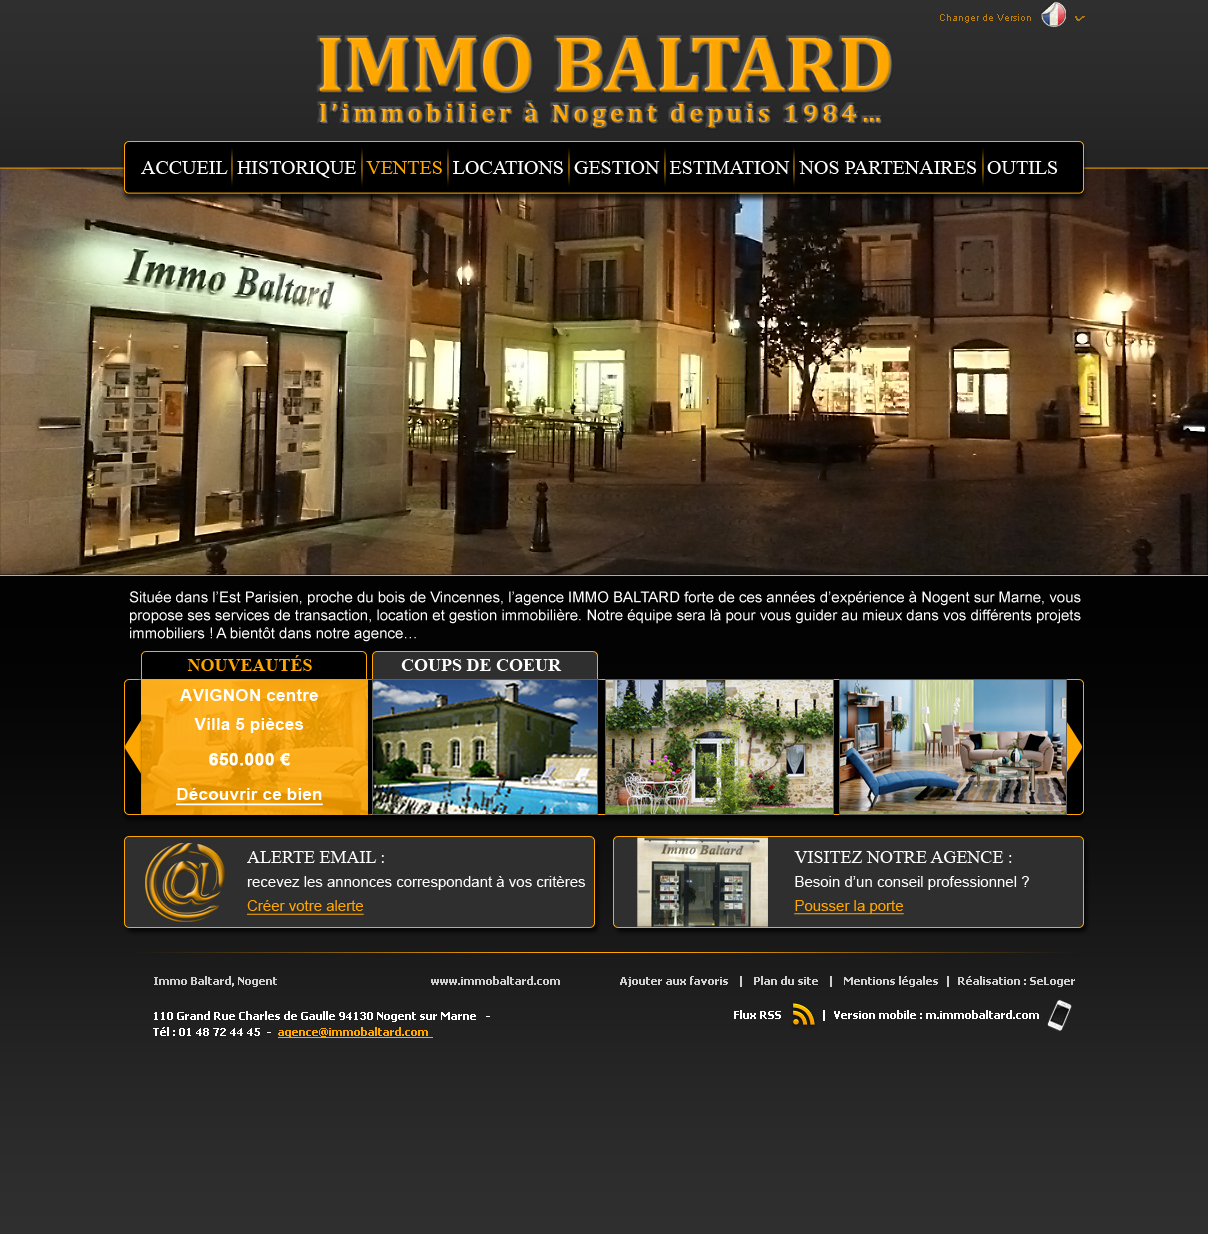 Changer de Version
IMMO BALTARD
l'immobilier à Nogent depuis 1984...
ACCUEIL HISTORIQUE VENTES LOCATIONS GESTION ESTIMATION NOS PARTENAIRES OUTILS
Immo Baltard
Située dans l'Est Parisien, proche du bois de Vincennes, l'agence IMMO BALTARD forte de ces années d'expérience à Nogent sur Marne, vous
propose ses services de transaction, location et gestion immobilière. Notre équipe sera là pour vous guider au mieux dans vos différents projets
immobiliers ! A bientôt dans notre agence...
NOUVEAUTÉS COUPS DE COEUR
AVIGNON centre
Villa 5 pièces
650.000 €
Découvrir ce bien
ALERTE EMAIL :
recevez les annonces correspondant à vos critères
Créer votre alerte
Immo Baltard
VISITEZ NOTRE AGENCE :
Besoin d'un conseil professionnel ?
Pousser la porte
Immo Baltard, Nogent www.immobaltard.com Ajouter aux favoris | Plan du site | Mentions légales | Réalisation : SeLoger
110 Grand Rue Charles de Gaulle 94130 Nogent sur Marne -
Tél : 01 48 72 44 45 - agence@immobaltard.com
Flux RSS | Version mobile : m.immobaltard.com